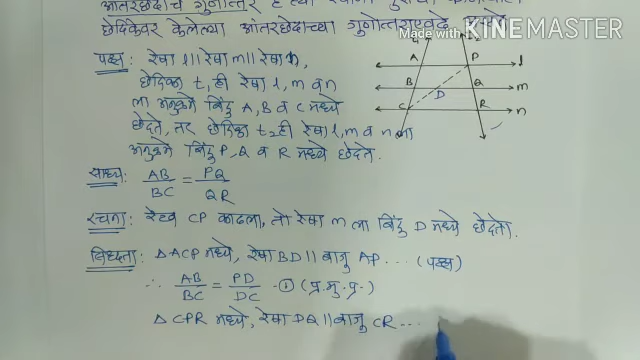 आंतरछेदांचे गुणोत्तर हे त्या
छेदिकेवर केलेल्या आंतरछेदाच्या गुणोत्तराएवढे असते
Made With
KINEMASTER
पक्ष : रेषा l || रेषा m || रेषा n,
छेदिका t₁ ही रेषा l, m व n
ला अनुक्रमे बिंदु A, B व C मध्ये
छेदते, तर छेदिका t₂ ही रेषा l, m व n ला
अनुक्रमे बिंदु P, Q व R मध्ये छेदते.
A P l
B Q m
D
C R n
साध्य : AB/BC = PQ/QR
रचना : रेख CP काढला, तो रेषा m ला बिंदु D मध्ये छेदतो.
सिध्दता : △ACP मध्ये, रेषा BD || बाजु AP ... (पक्ष)
∴ AB/BC = PD/DC ... ① (प्र. मु. प्र.)
△CPR मध्ये, रेषा DQ || बाजु CR ...